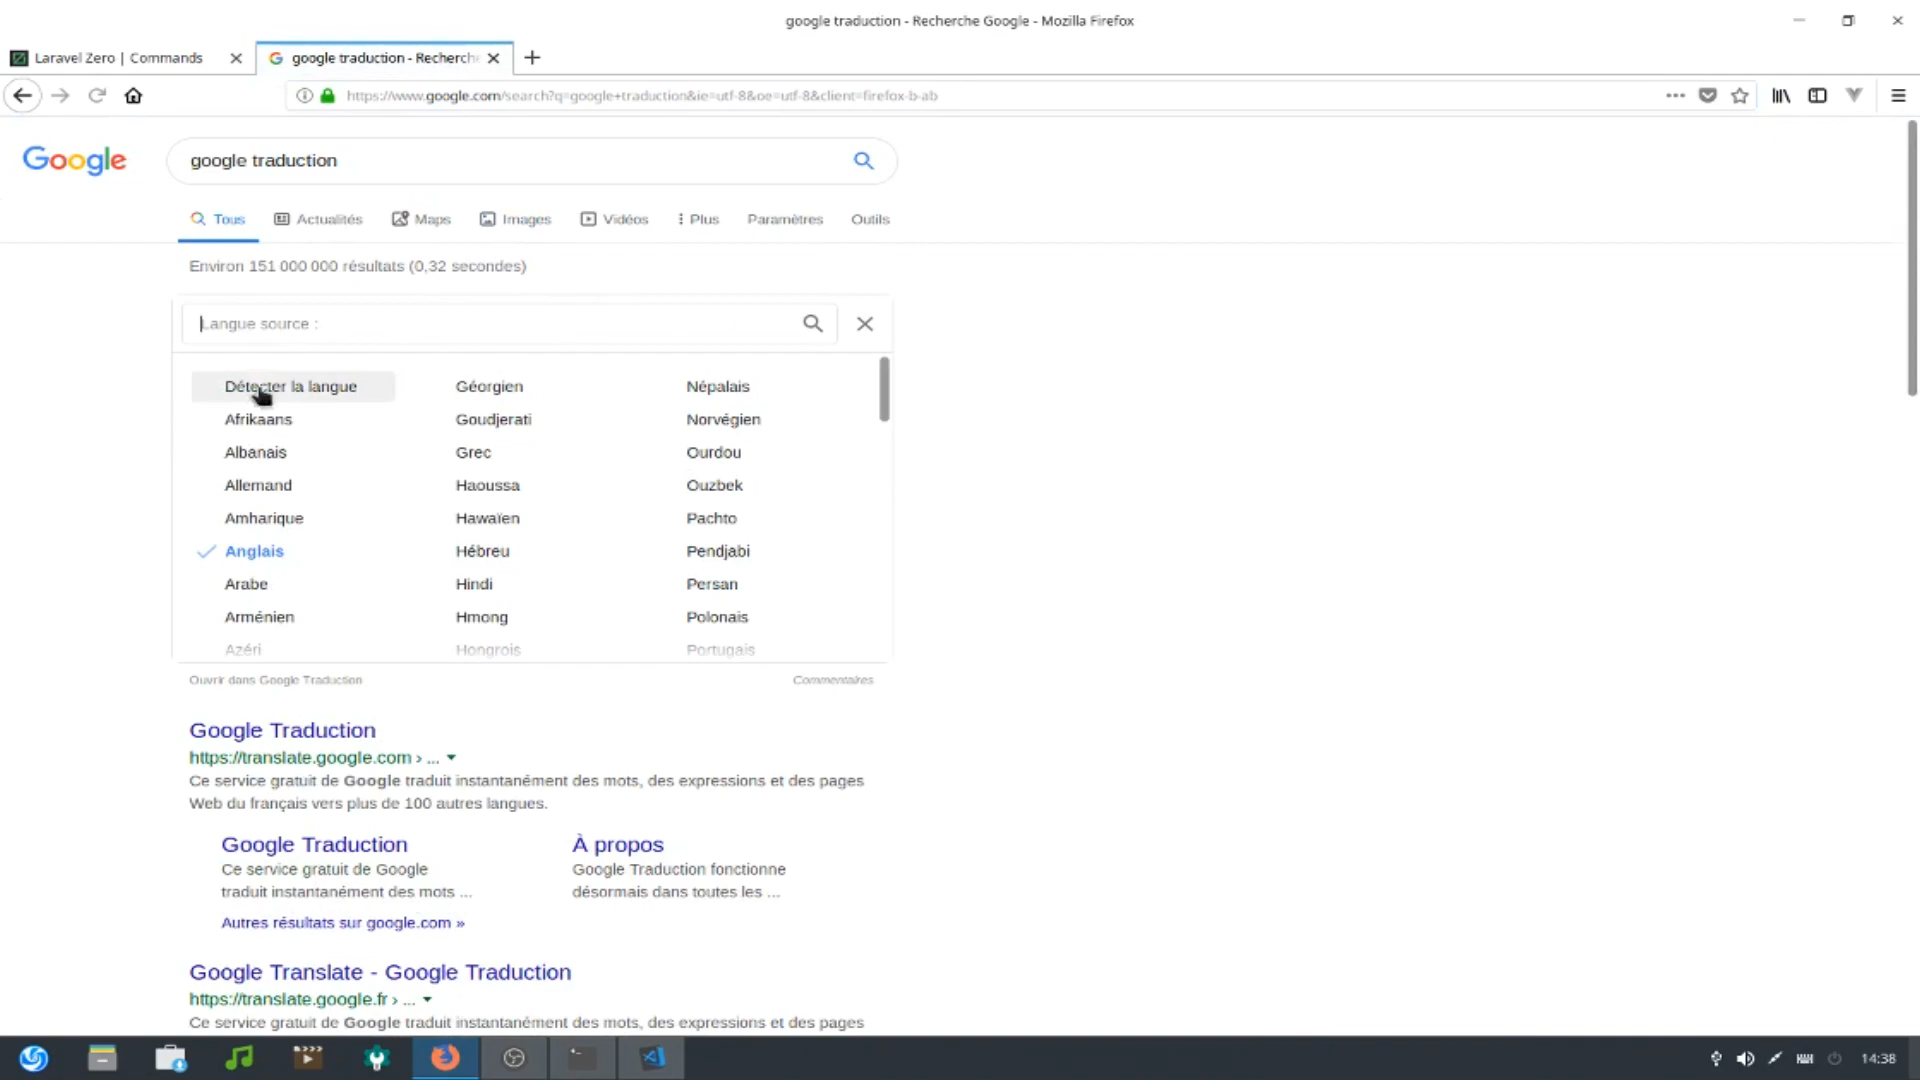 google traduction - Recherche Google - Mozilla Firefox
Laravel Zero | Commands
google traduction - Recherch
https://www.google.com/search?q=google+traduction&ie=utf-8&oe=utf-8&client=firefox-b-ab
Google
google traduction
Tous Actualités Maps Images Vidéos Plus Paramètres Outils
Environ 151 000 000 résultats (0,32 secondes)
Langue source :
Détecter la langue Géorgien Népalais
Afrikaans Goudjerati Norvégien
Albanais Grec Ourdou
Allemand Haoussa Ouzbek
Amharique Hawaïen Pachto
Anglais Hébreu Pendjabi
Arabe Hindi Persan
Arménien Hmong Polonais
Azéri Hongrois Portugais
Ouvrir dans Google Traduction Commentaires
Google Traduction
https://translate.google.com › ...
Ce service gratuit de Google traduit instantanément des mots, des expressions et des pages
Web du français vers plus de 100 autres langues.
Google Traduction À propos
Ce service gratuit de Google Google Traduction fonctionne
traduit instantanément des mots ... désormais dans toutes les ...
Autres résultats sur google.com »
Google Translate - Google Traduction
https://translate.google.fr › ...
Ce service gratuit de Google traduit instantanément des mots, des expressions et des pages
14:38